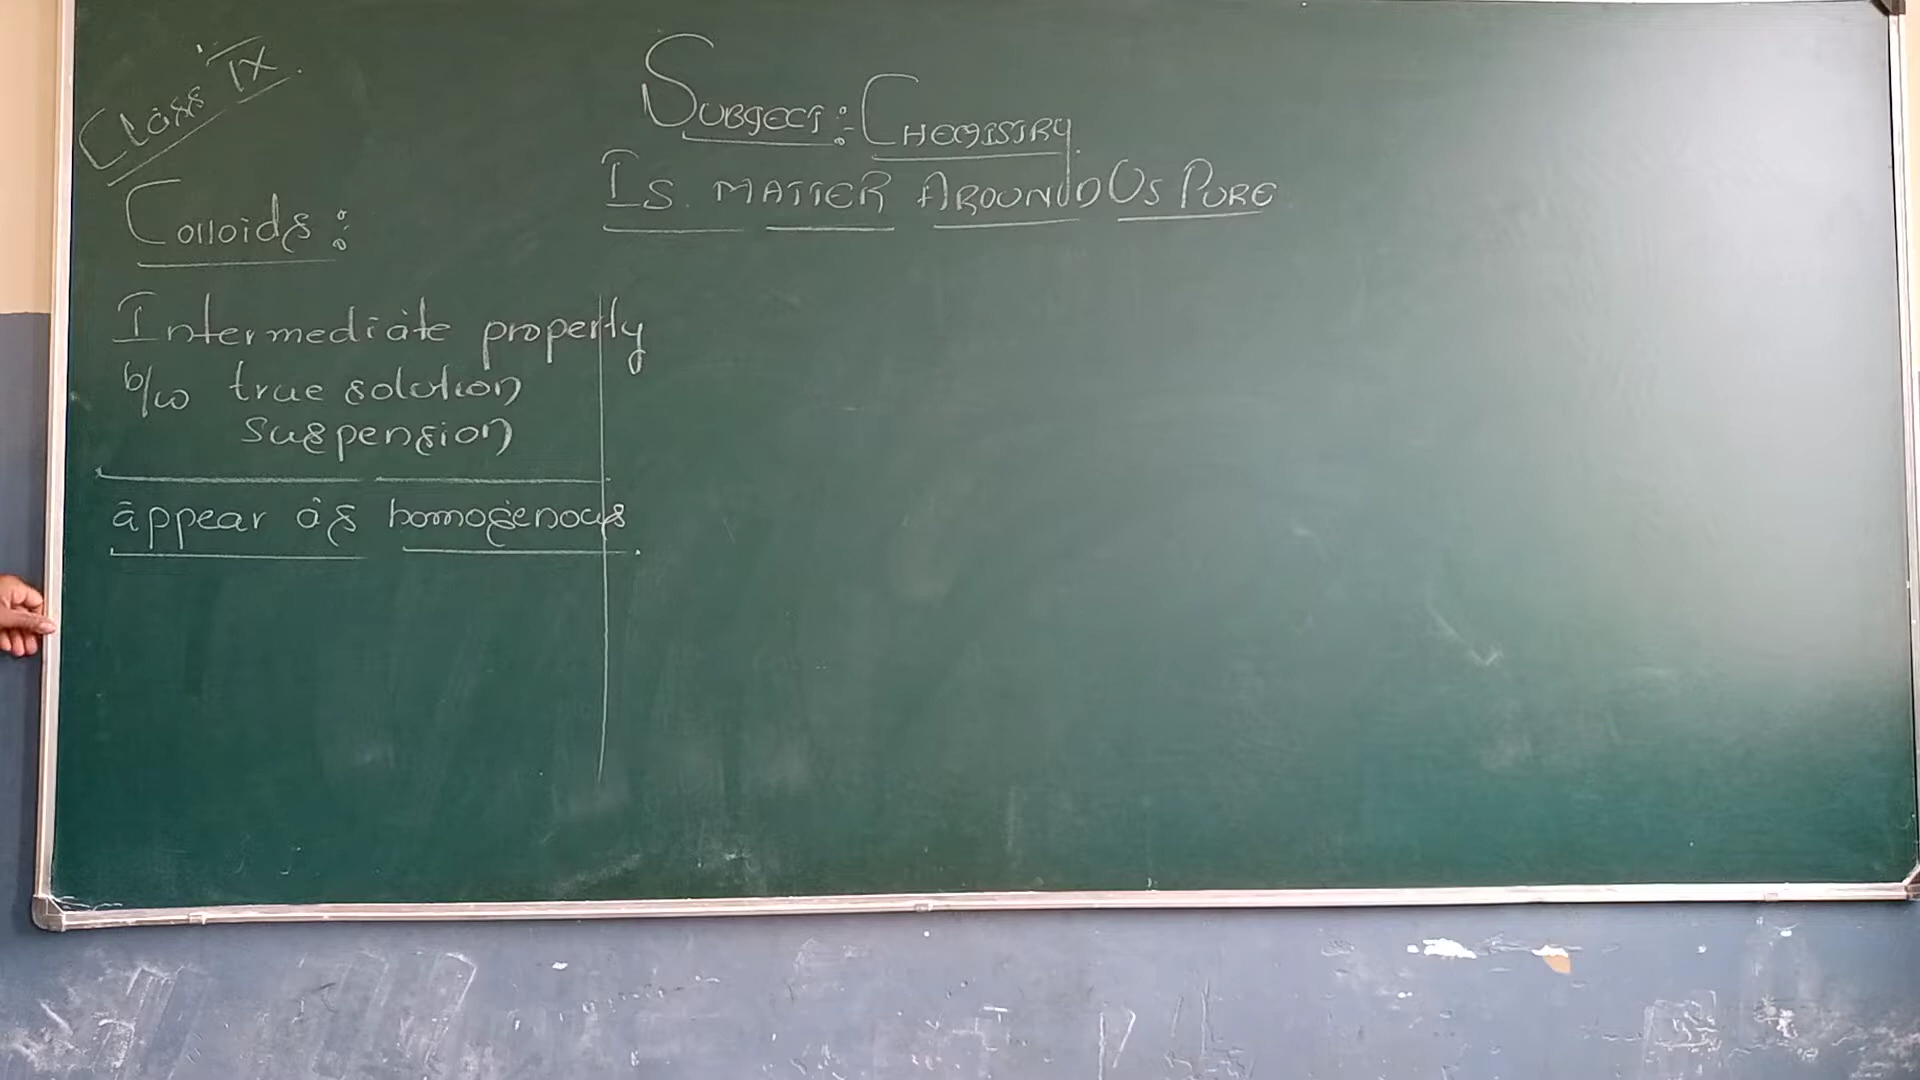 Class IX.
SUBJECT:- CHEMISTRY.
IS MATTER AROUND US PURE
Colloids:
Intermediate property
b/w true solution
suspension
appear as homogenous.